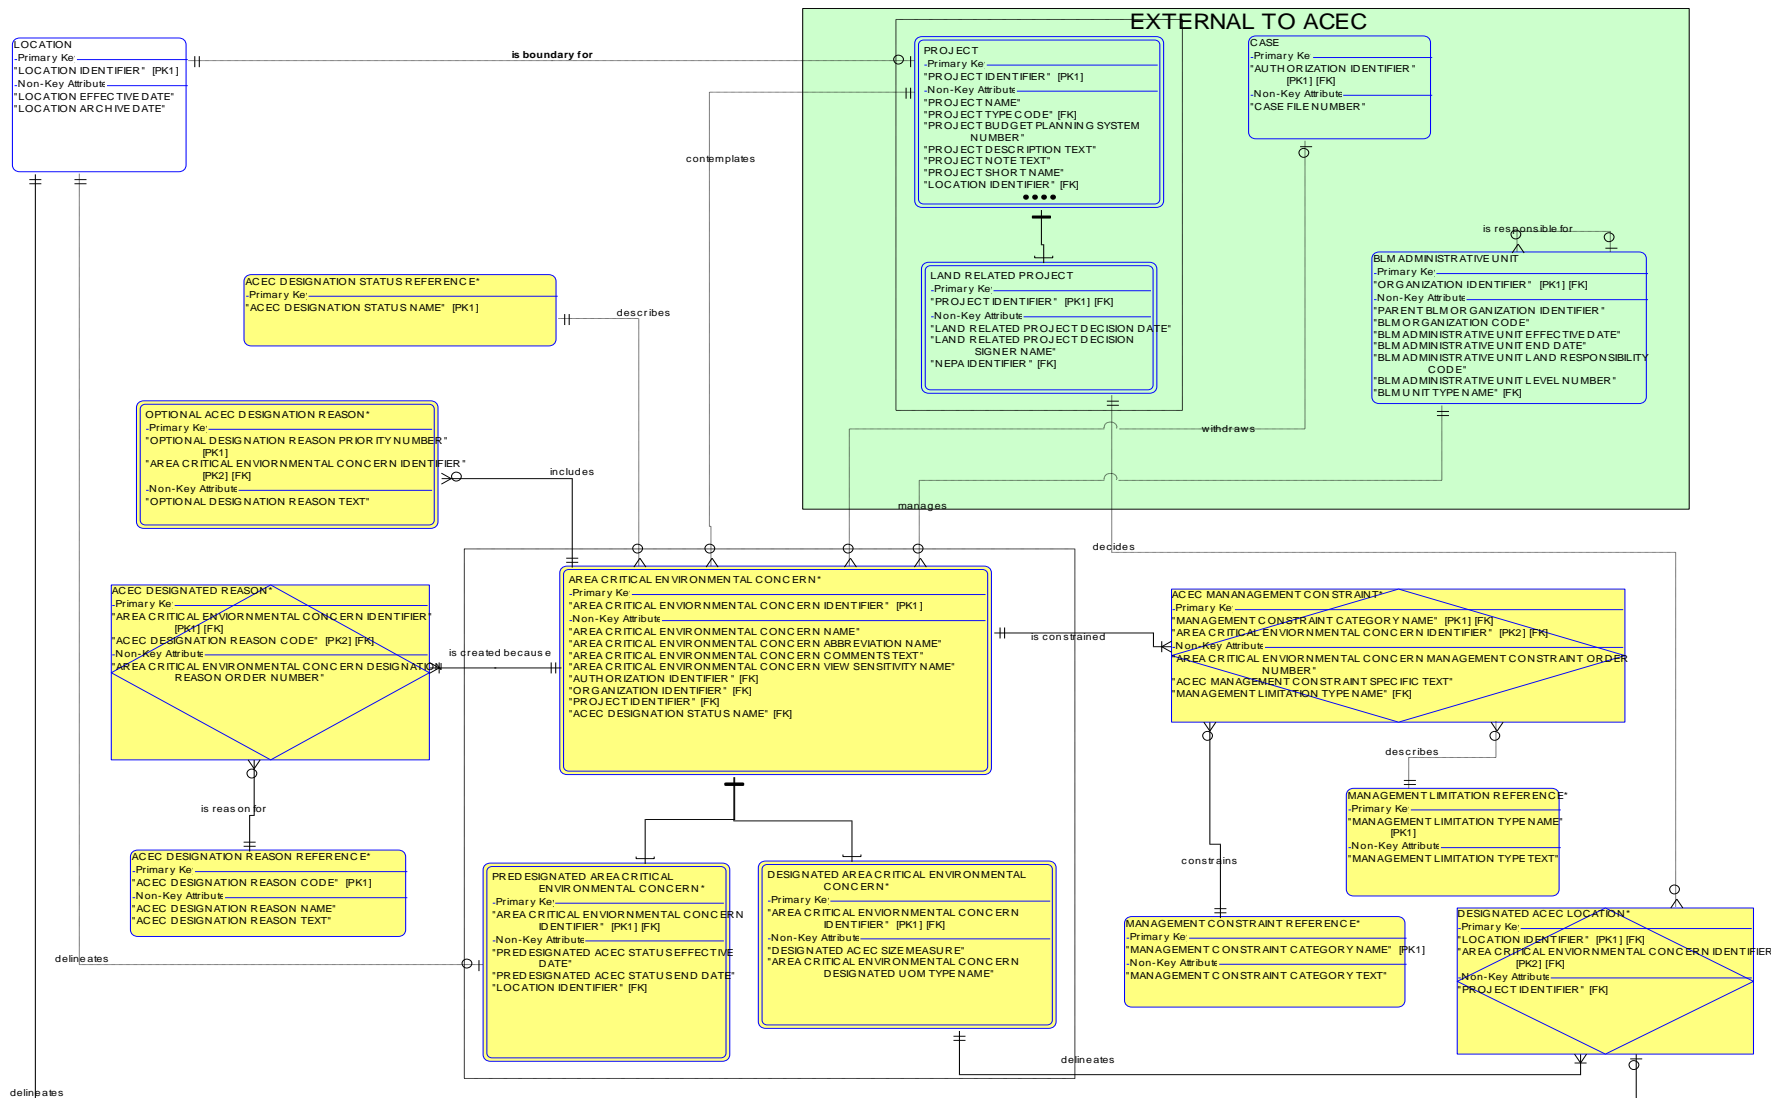 EXTERNAL TO ACEC
LOCATION
-Primary Ke
"LOCATION IDENTIFIER" [PK1]
-Non-Key Attribute
"LOCATION EFFECTIVE DATE"
"LOCATION ARCHIVE DATE"
is boundary for
PROJECT
-Primary Ke
"PROJECT IDENTIFIER" [PK1]
-Non-Key Attribute
"PROJECT NAME"
"PROJECT TYPE CODE" [FK]
"PROJECT BUDGET PLANNING SYSTEM
NUMBER"
"PROJECT DESCRIPTION TEXT"
"PROJECT NOTE TEXT"
"PROJECT SHORT NAME"
"LOCATION IDENTIFIER" [FK]
CASE
-Primary Ke
"AUTHORIZATION IDENTIFIER"
[PK1] [FK]
-Non-Key Attribute
"CASE FILE NUMBER"
contemplates
is responsible for
BLM ADMINISTRATIVE UNIT
-Primary Ke
"ORGANIZATION IDENTIFIER" [PK1] [FK]
-Non-Key Attribute
"PARENT BLM ORGANIZATION IDENTIFIER"
"BLM ORGANIZATION CODE"
"BLM ADMINISTRATIVE UNIT EFFECTIVE DATE"
"BLM ADMINISTRATIVE UNIT END DATE"
"BLM ADMINISTRATIVE UNIT LAND RESPONSIBILITY
CODE"
"BLM ADMINISTRATIVE UNIT LEVEL NUMBER"
"BLM UNIT TYPE NAME" [FK]
LAND RELATED PROJECT
-Primary Ke
"PROJECT IDENTIFIER" [PK1] [FK]
-Non-Key Attribute
"LAND RELATED PROJECT DECISION DATE"
"LAND RELATED PROJECT DECISION
SIGNER NAME"
"NEPA IDENTIFIER" [FK]
ACEC DESIGNATION STATUS REFERENCE*
-Primary Ke
"ACEC DESIGNATION STATUS NAME" [PK1]
describes
OPTIONAL ACEC DESIGNATION REASON*
-Primary Ke
"OPTIONAL DESIGNATION REASON PRIORITY NUMBER"
[PK1]
"AREA CRITICAL ENVIORNMENTAL CONCERN IDENTIFIER"
[PK2] [FK]
-Non-Key Attribute
"OPTIONAL DESIGNATION REASON TEXT"
includes
withdraws
manages
decides
ACEC DESIGNATED REASON*
-Primary Ke
"AREA CRITICAL ENVIORNMENTAL CONCERN IDENTIFIER"
[PK1] [FK]
"ACEC DESIGNATION REASON CODE" [PK2] [FK]
-Non-Key Attribute
"AREA CRITICAL ENVIRONMENTAL CONCERN DESIGNATION
REASON ORDER NUMBER"
is created because
.
AREA CRITICAL ENVIRONMENTAL CONCERN*
-Primary Ke
"AREA CRITICAL ENVIORNMENTAL CONCERN IDENTIFIER" [PK1]
-Non-Key Attribute
"AREA CRITICAL ENVIRONMENTAL CONCERN NAME"
"AREA CRITICAL ENVIRONMENTAL CONCERN ABBREVIATION NAME"
"AREA CRITICAL ENVIRONMENTAL CONCERN COMMENTS TEXT"
"AREA CRITICAL ENVIRONMENTAL CONCERN VIEW SENSITIVITY NAME"
"AUTHORIZATION IDENTIFIER" [FK]
"ORGANIZATION IDENTIFIER" [FK]
"PROJECT IDENTIFIER" [FK]
"ACEC DESIGNATION STATUS NAME" [FK]
is constrained
ACEC MANANAGEMENT CONSTRAINT*
-Primary Ke
"MANAGEMENT CONSTRAINT CATEGORY NAME" [PK1] [FK]
"AREA CRITICAL ENVIORNMENTAL CONCERN IDENTIFIER" [PK2] [FK]
-Non-Key Attribute
"AREA CRITICAL ENVIORNMENTAL CONCERN MANAGEMENT CONSTRAINT ORDER
NUMBER"
"ACEC MANAGEMENT CONSTRAINT SPECIFIC TEXT"
"MANAGEMENT LIMITATION TYPE NAME" [FK]
is reason for
describes
ACEC DESIGNATION REASON REFERENCE*
-Primary Ke
"ACEC DESIGNATION REASON CODE" [PK1]
-Non-Key Attribute
"ACEC DESIGNATION REASON NAME"
"ACEC DESIGNATION REASON TEXT"
MANAGEMENT LIMITATION REFERENCE*
-Primary Ke
"MANAGEMENT LIMITATION TYPE NAME"
[PK1]
-Non-Key Attribute
"MANAGEMENT LIMITATION TYPE TEXT"
constrains
PREDESIGNATED AREA CRITICAL
ENVIRONMENTAL CONCERN*
-Primary Ke
"AREA CRITICAL ENVIORNMENTAL CONCERN
IDENTIFIER" [PK1] [FK]
-Non-Key Attribute
"PREDESIGNATED ACEC STATUS EFFECTIVE
DATE"
"PREDESIGNATED ACEC STATUS END DATE"
"LOCATION IDENTIFIER" [FK]
DESIGNATED AREA CRITICAL ENVIRONMENTAL
CONCERN*
-Primary Ke
"AREA CRITICAL ENVIORNMENTAL CONCERN
IDENTIFIER" [PK1] [FK]
-Non-Key Attribute
"DESIGNATED ACEC SIZE MEASURE"
"AREA CRITICAL ENVIRONMENTAL CONCERN
DESIGNATED UOM TYPE NAME"
MANAGEMENT CONSTRAINT REFERENCE*
-Primary Ke
"MANAGEMENT CONSTRAINT CATEGORY NAME" [PK1]
-Non-Key Attribute
"MANAGEMENT CONSTRAINT CATEGORY TEXT"
DESIGNATED ACEC LOCATION*
-Primary Ke
"LOCATION IDENTIFIER" [PK1] [FK]
"AREA CRITICAL ENVIORNMENTAL CONCERN IDENTIFIER
[PK2] [FK]
-Non-Key Attribute
"PROJECT IDENTIFIER" [FK]
delineates
delineates
delineates